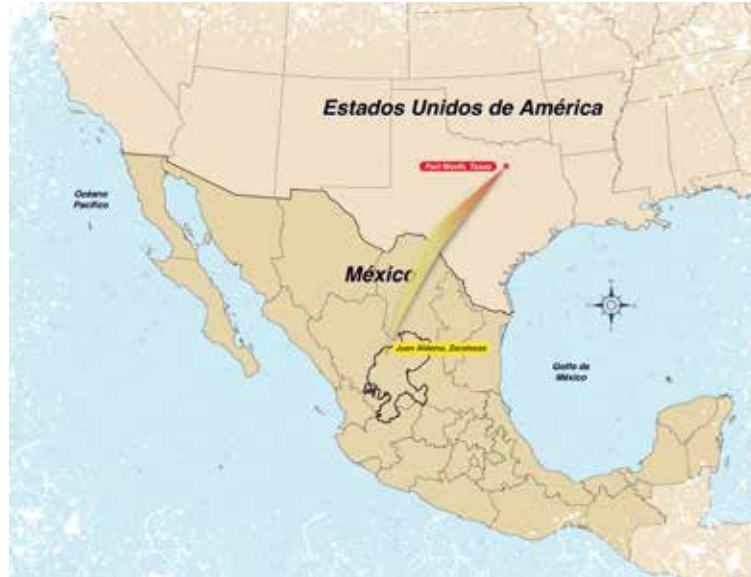 Estados Unidos de América
Fort Worth, Texas
Océano
Pacífico
México
Juan Aldama, Zacatecas
Golfo de
México